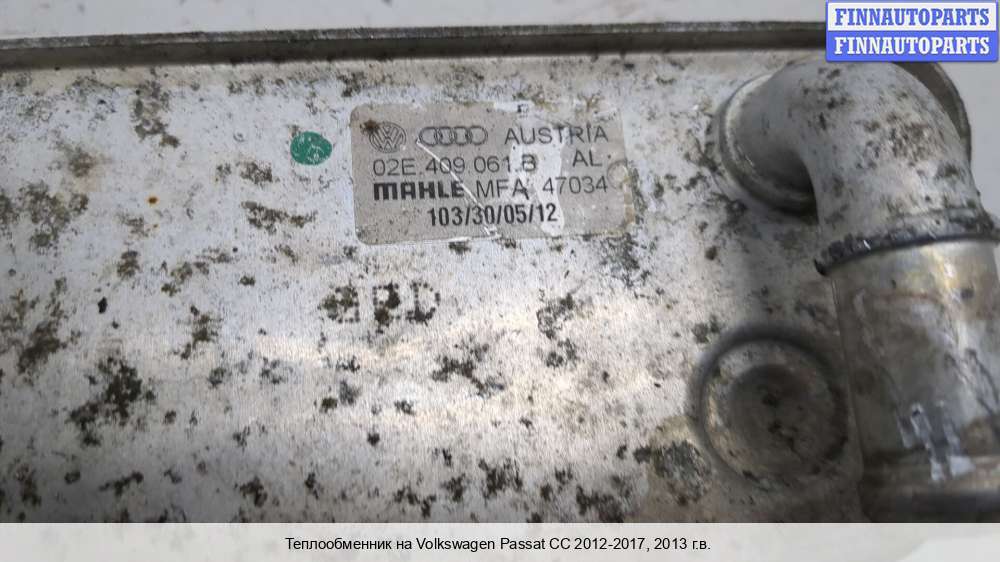 FINNAUTOPARTS
FINNAUTOPARTS
AUSTRIA
02E.409.061.B AL
MAHLE MFA 47034
103/30/05/12
Теплообменник на Volkswagen Passat CC 2012-2017, 2013 г.в.